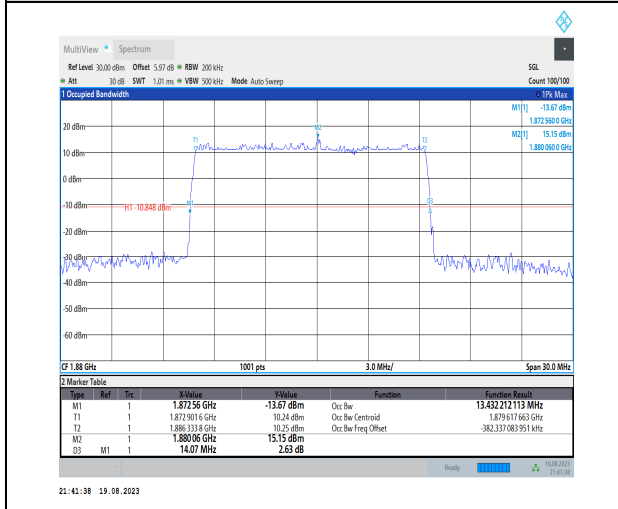 MultiView Spectrum
Ref Level 30.00 dBm Offset 5.97 dB RBW 200 kHz SGL
Att 30 dB SWT 1.01 ms VBW 500 kHz Mode Auto Sweep Count 100/100
1 Occupied Bandwidth 1Pk Max
M1[1] -13.67 dBm
1.872 5600 GHz
M2[1] 15.15 dBm
1.880 0600 GHz
20 dBm
M2
T1
T2
10 dBm
0 dBm
D3
M1
-10 dBm
H1 -10.848 dBm
-20 dBm
-30 dBm
-40 dBm
-50 dBm
-60 dBm
CF 1.88 GHz 1001 pts 3.0 MHz/ Span 30.0 MHz
2 Marker Table
Type Ref Trc X-Value Y-Value Function Function Result
M1 1 1.87256 GHz -13.67 dBm Occ Bw 13.432 212 113 MHz
T1 1 1.872 901 6 GHz 10.24 dBm Occ Bw Centroid 1.879 617 663 GHz
T2 1 1.886 333 8 GHz 10.25 dBm Occ Bw Freq Offset -382.337 083 951 kHz
M2 1 1.88006 GHz 15.15 dBm
D3 M1 1 14.07 MHz 2.63 dB
Ready 19.08.2023
21:41:38
21:41:38 19.08.2023